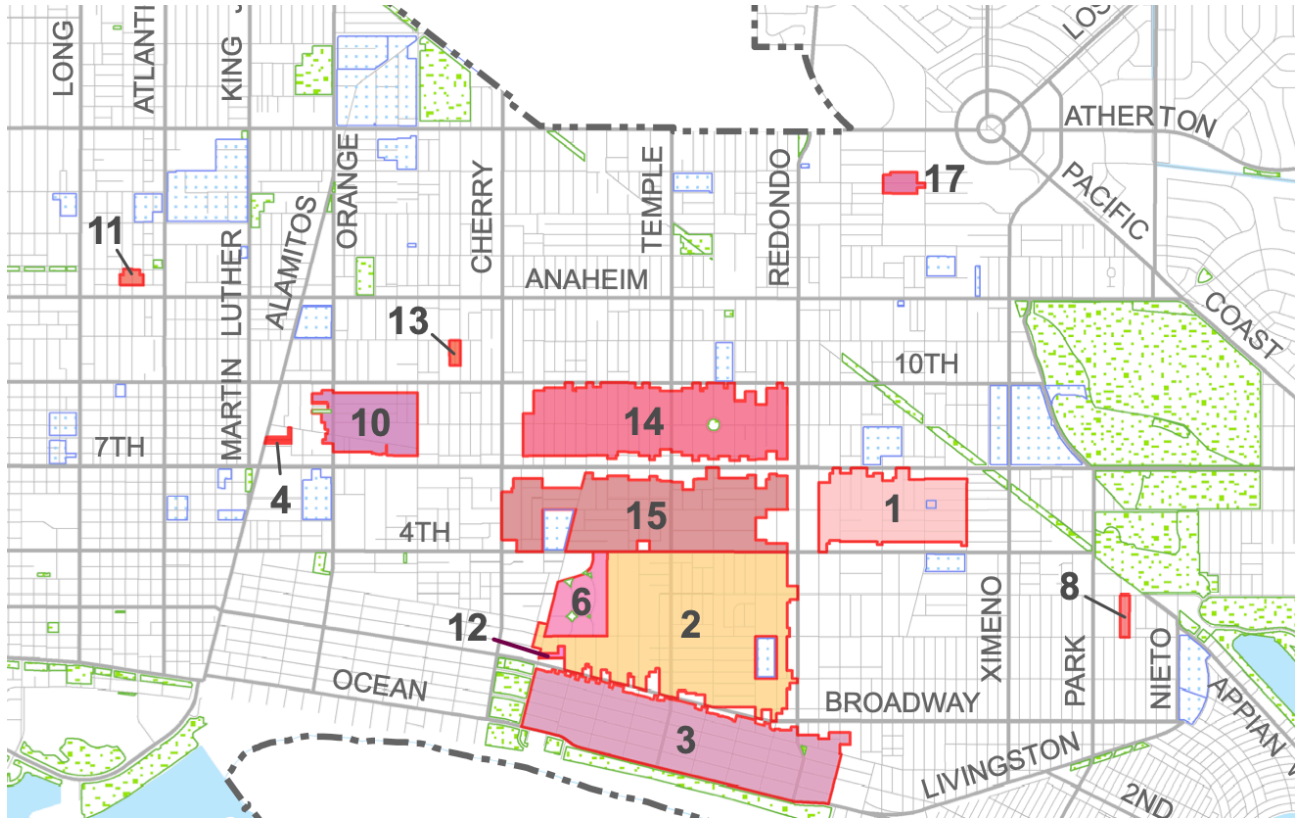 LONG
ATLANTI
KING
LOS
ATHERTON
ORANGE
CHERRY
TEMPLE
REDONDO
17
PACIFIC
11
MARTIN LUTHER
ALAMITOS
ANAHEIM
COAST
13
10TH
10
14
7TH
4
15
1
4TH
6
2
12
8
XIMENO
PARK
NIETO
APPIAN
OCEAN
BROADWAY
3
LIVINGSTON
2ND